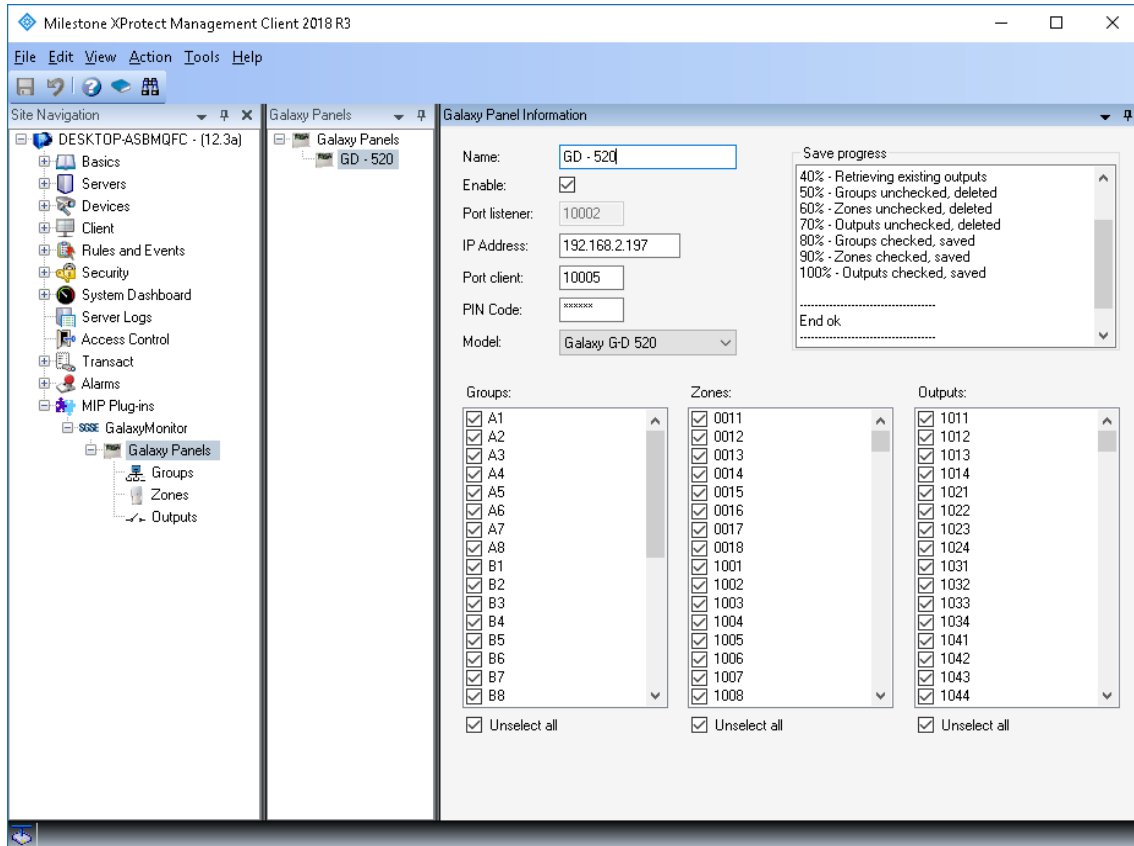 Milestone XProtect Management Client 2018 R3
File Edit View Action Tools Help
Site Navigation
DESKTOP-ASBMQFC - (12.3a)
Basics
Servers
Devices
Client
Rules and Events
Security
System Dashboard
Server Logs
Access Control
Transact
Alarms
MIP Plug-ins
SGSE GalaxyMonitor
Galaxy Panels
Groups
Zones
Outputs
Galaxy Panels
Galaxy Panels
GD - 520
Galaxy Panel Information
Name: GD - 520
Enable:
Port listener: 10002
IP Address: 192.168.2.197
Port client: 10005
PIN Code: xxxxxx
Model: Galaxy G-D 520
Save progress
40% - Retrieving existing outputs
50% - Groups unchecked, deleted
60% - Zones unchecked, deleted
70% - Outputs unchecked, deleted
80% - Groups checked, saved
90% - Zones checked, saved
100% - Outputs checked, saved
-----------------------------------
End ok
-----------------------------------
Groups:
A1
A2
A3
A4
A5
A6
A7
A8
B1
B2
B3
B4
B5
B6
B7
B8
Unselect all
Zones:
0011
0012
0013
0014
0015
0016
0017
0018
1001
1002
1003
1004
1005
1006
1007
1008
Unselect all
Outputs:
1011
1012
1013
1014
1021
1022
1023
1024
1031
1032
1033
1034
1041
1042
1043
1044
Unselect all